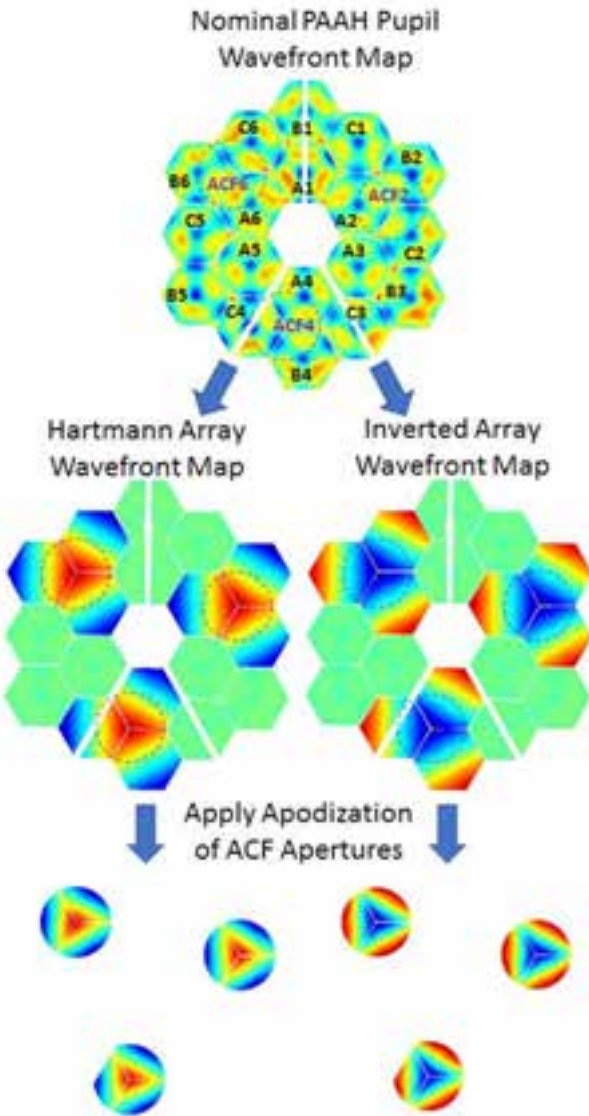 Nominal PAAH Pupil
Wavefront Map
C6 B1 C1
B6 ACF6 A1 ACF2 B2
C5 A6 A2
A5 A3 C2
B5 C4 A4 C3 B3
ACF4
B4
Hartmann Array
Wavefront Map
Inverted Array
Wavefront Map
Apply Apodization
of ACF Apertures